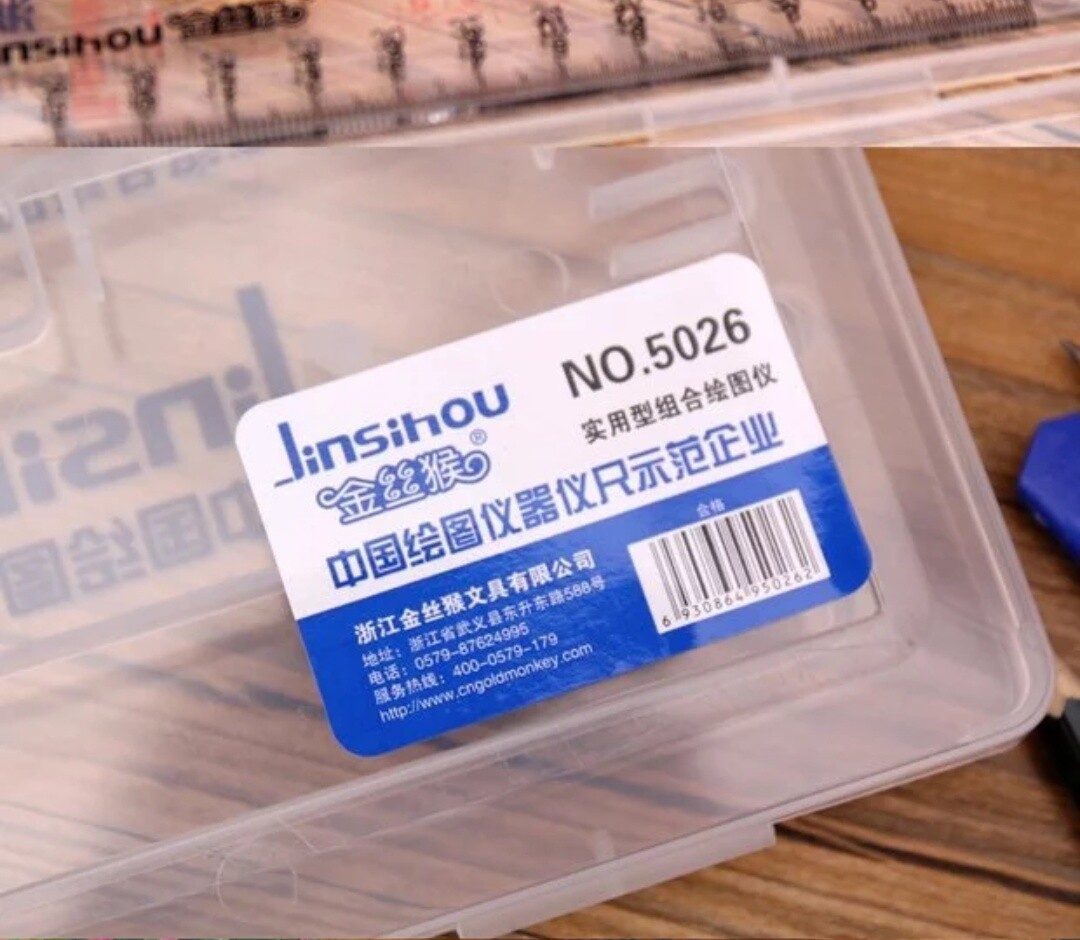 Jinsihou
金丝猴®
NO.5026
实用型组合绘图仪
中国绘图仪器仪尺示范企业
合格
浙江金丝猴文具有限公司
地址：浙江省武义县东升东路588号
电话：0579-87624995
服务热线：400-0579-179
http://www.cngoldmonkey.com
6 930864 950262